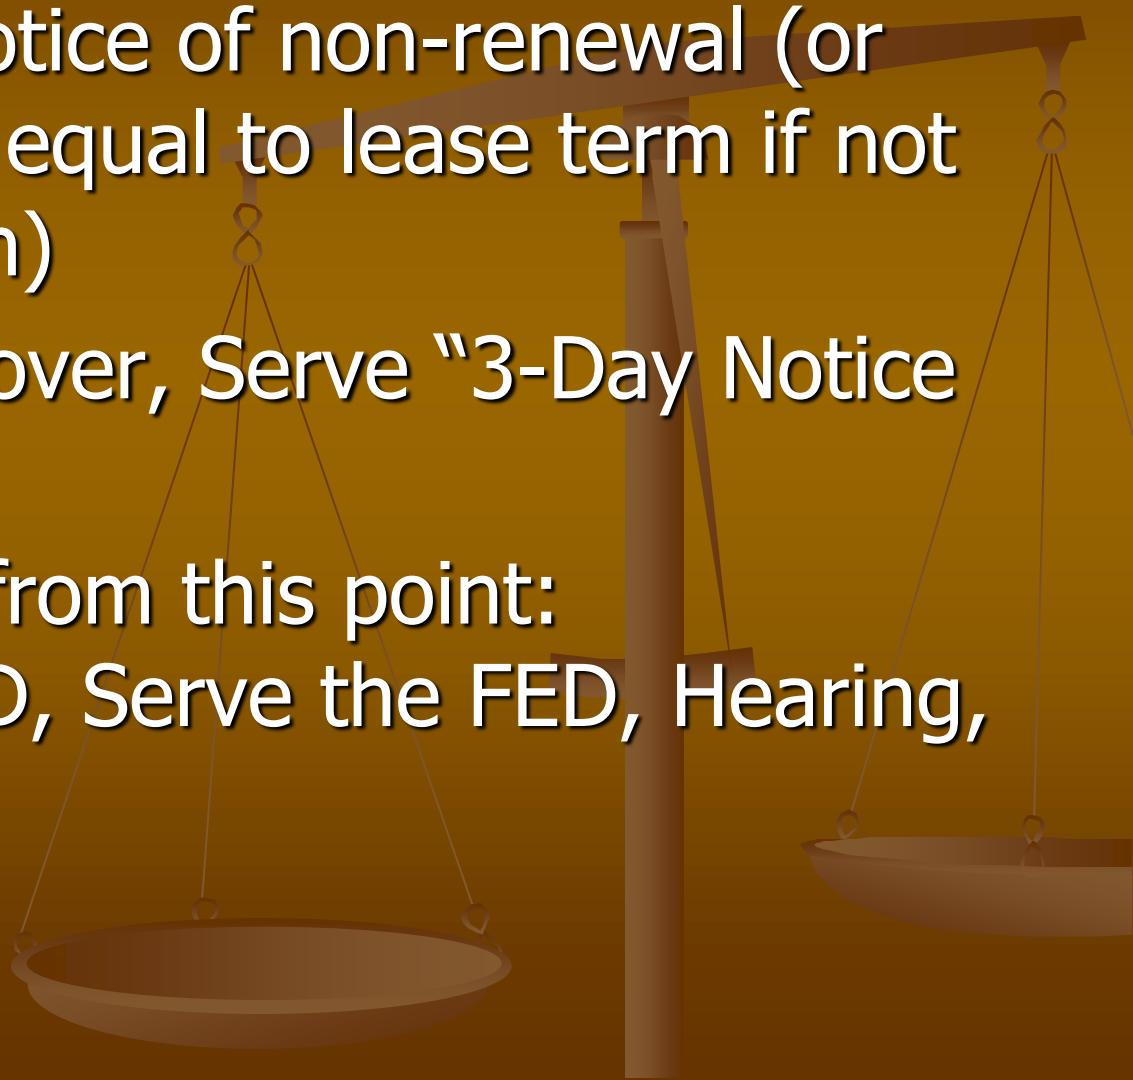 otice of non-renewal (or
equal to lease term if not
n)
over, Serve “3-Day Notice
from this point:
D, Serve the FED, Hearing,